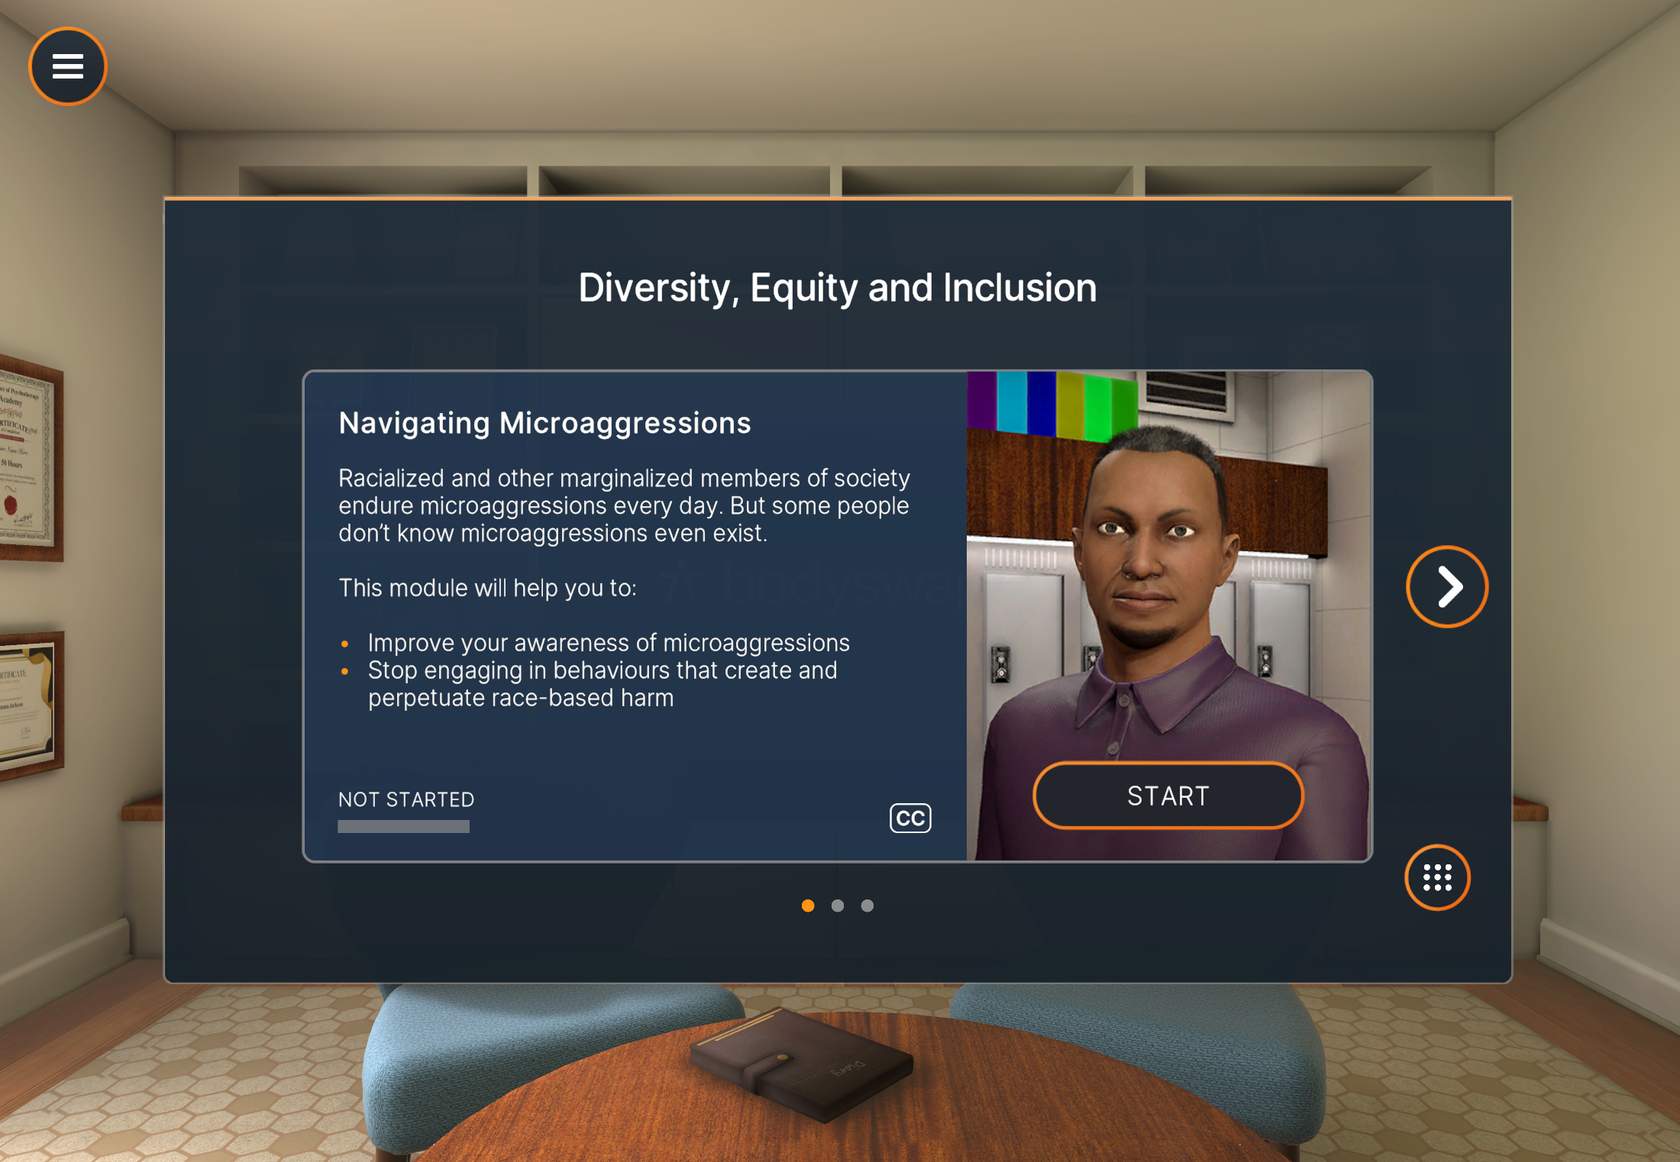 Diversity, Equity and Inclusion
Navigating Microaggressions
Racialized and other marginalized members of society
endure microaggressions every day. But some people
don't know microaggressions even exist.
This module will help you to:
• Improve your awareness of microaggressions
• Stop engaging in behaviours that create and
perpetuate race-based harm
NOT STARTED
CC
START
Diary